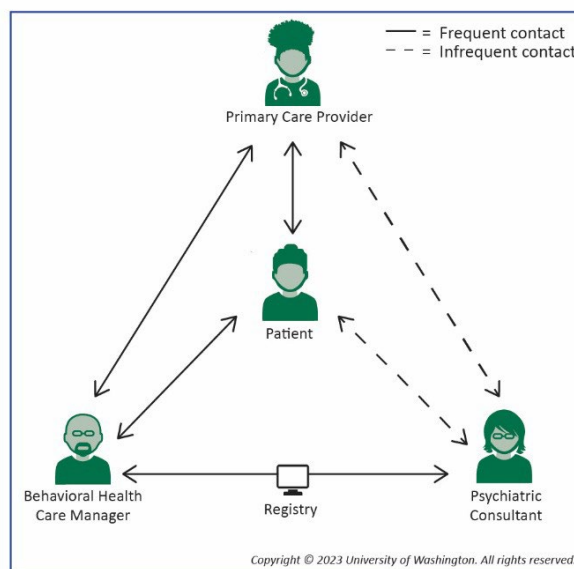 — = Frequent contact
– – = Infrequent contact
Primary Care Provider
Patient
Behavioral Health
Care Manager
Registry
Psychiatric
Consultant
Copyright © 2023 University of Washington. All rights reserved.